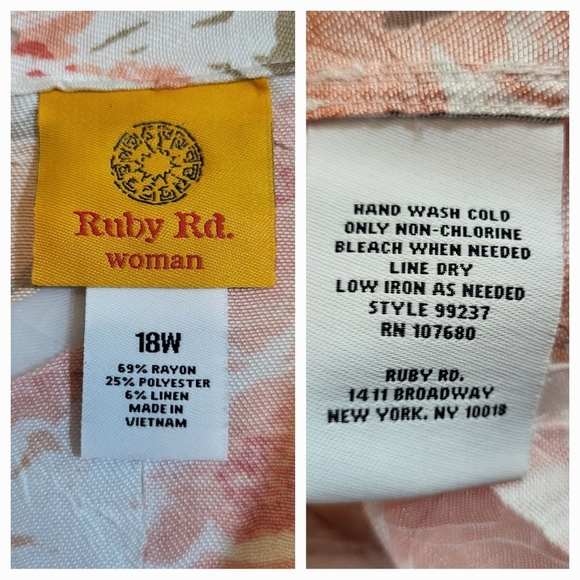 Ruby Rd.
woman
18W
69% RAYON
25% POLYESTER
6% LINEN
MADE IN
VIETNAM
HAND WASH COLD
ONLY NON-CHLORINE
BLEACH WHEN NEEDED
LINE DRY
LOW IRON AS NEEDED
STYLE 99237
RN 107680
RUBY RD.
1411 BROADWAY
NEW YORK, NY 10018